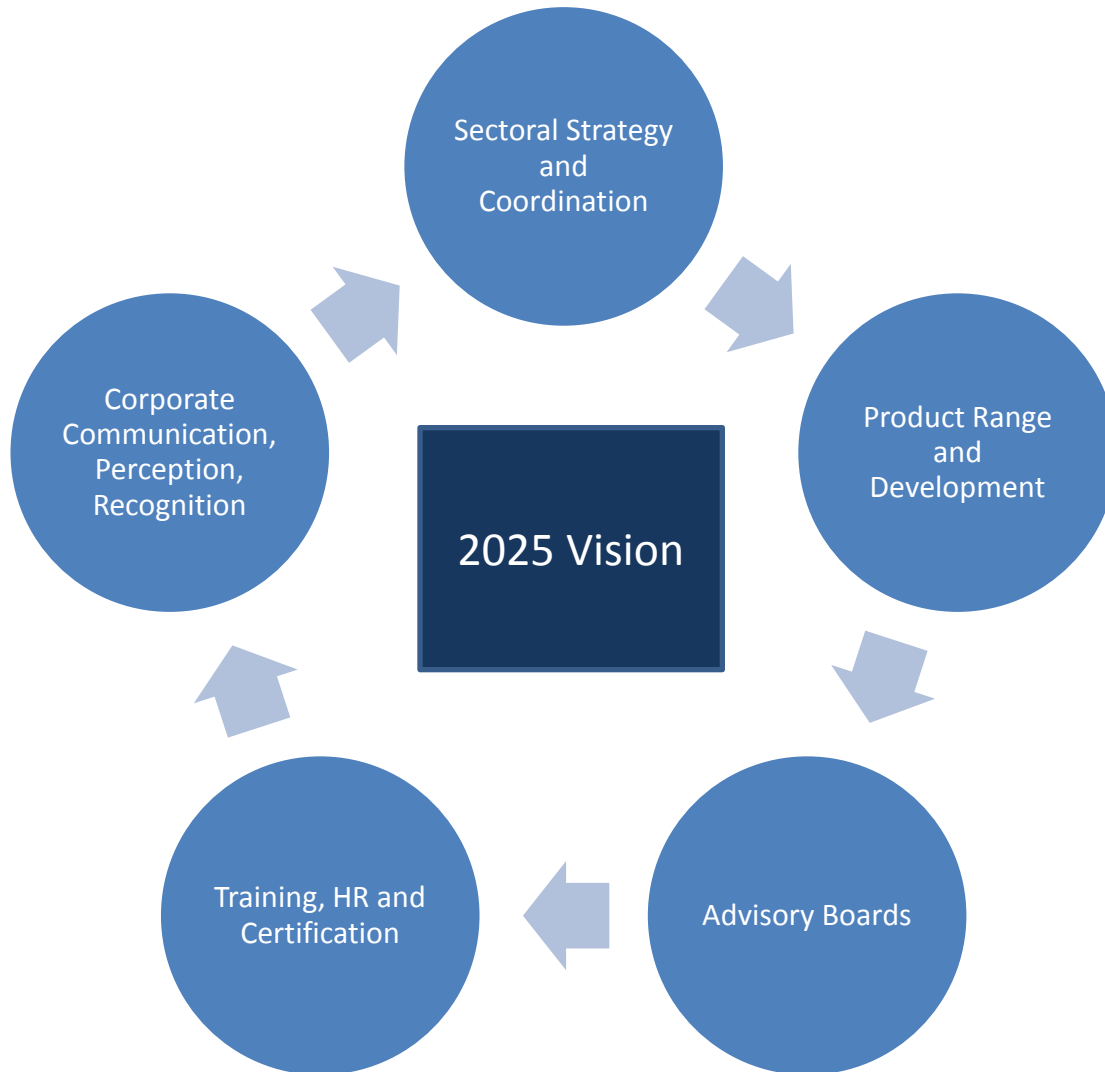 Sectoral Strategy
and
Coordination
Product Range
and
Development
Advisory Boards
Training, HR and
Certification
Corporate
Communication,
Perception,
Recognition
2025 Vision